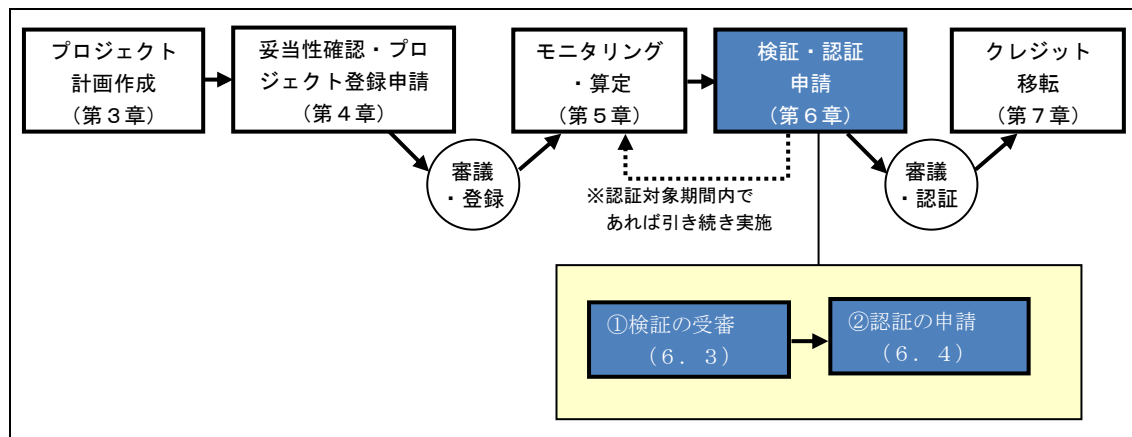 プロジェクト
計画作成
（第３章）
妥当性確認・プロ
ジェクト登録申請
（第４章）
審議
・登録
モニタリング
・算定
（第５章）
※認証対象期間内で
あれば引き続き実施
検証・認証
申請
（第６章）
審議
・認証
クレジット
移転
（第７章）
①検証の受審
（６．３）
②認証の申請
（６．４）